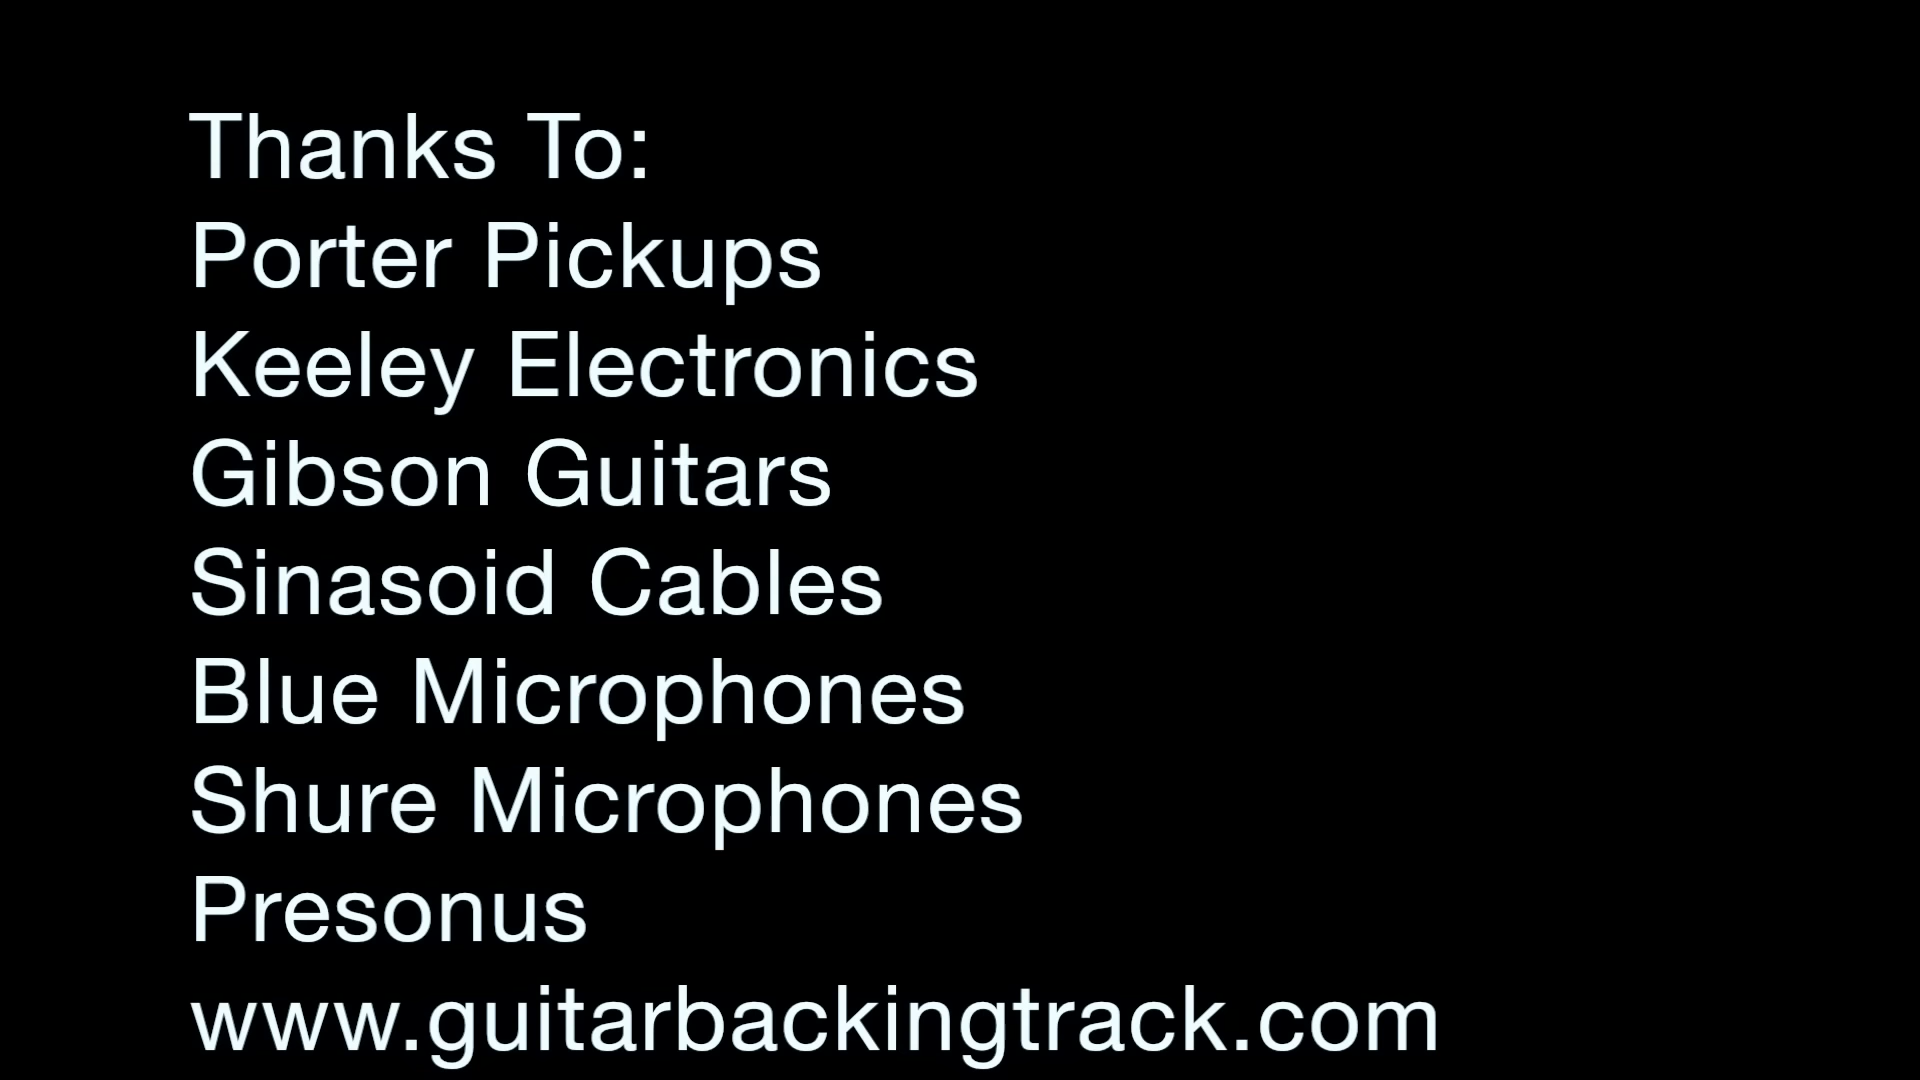 Thanks To:
Porter Pickups
Keeley Electronics
Gibson Guitars
Sinasoid Cables
Blue Microphones
Shure Microphones
Presonus
www.guitarbackingtrack.com